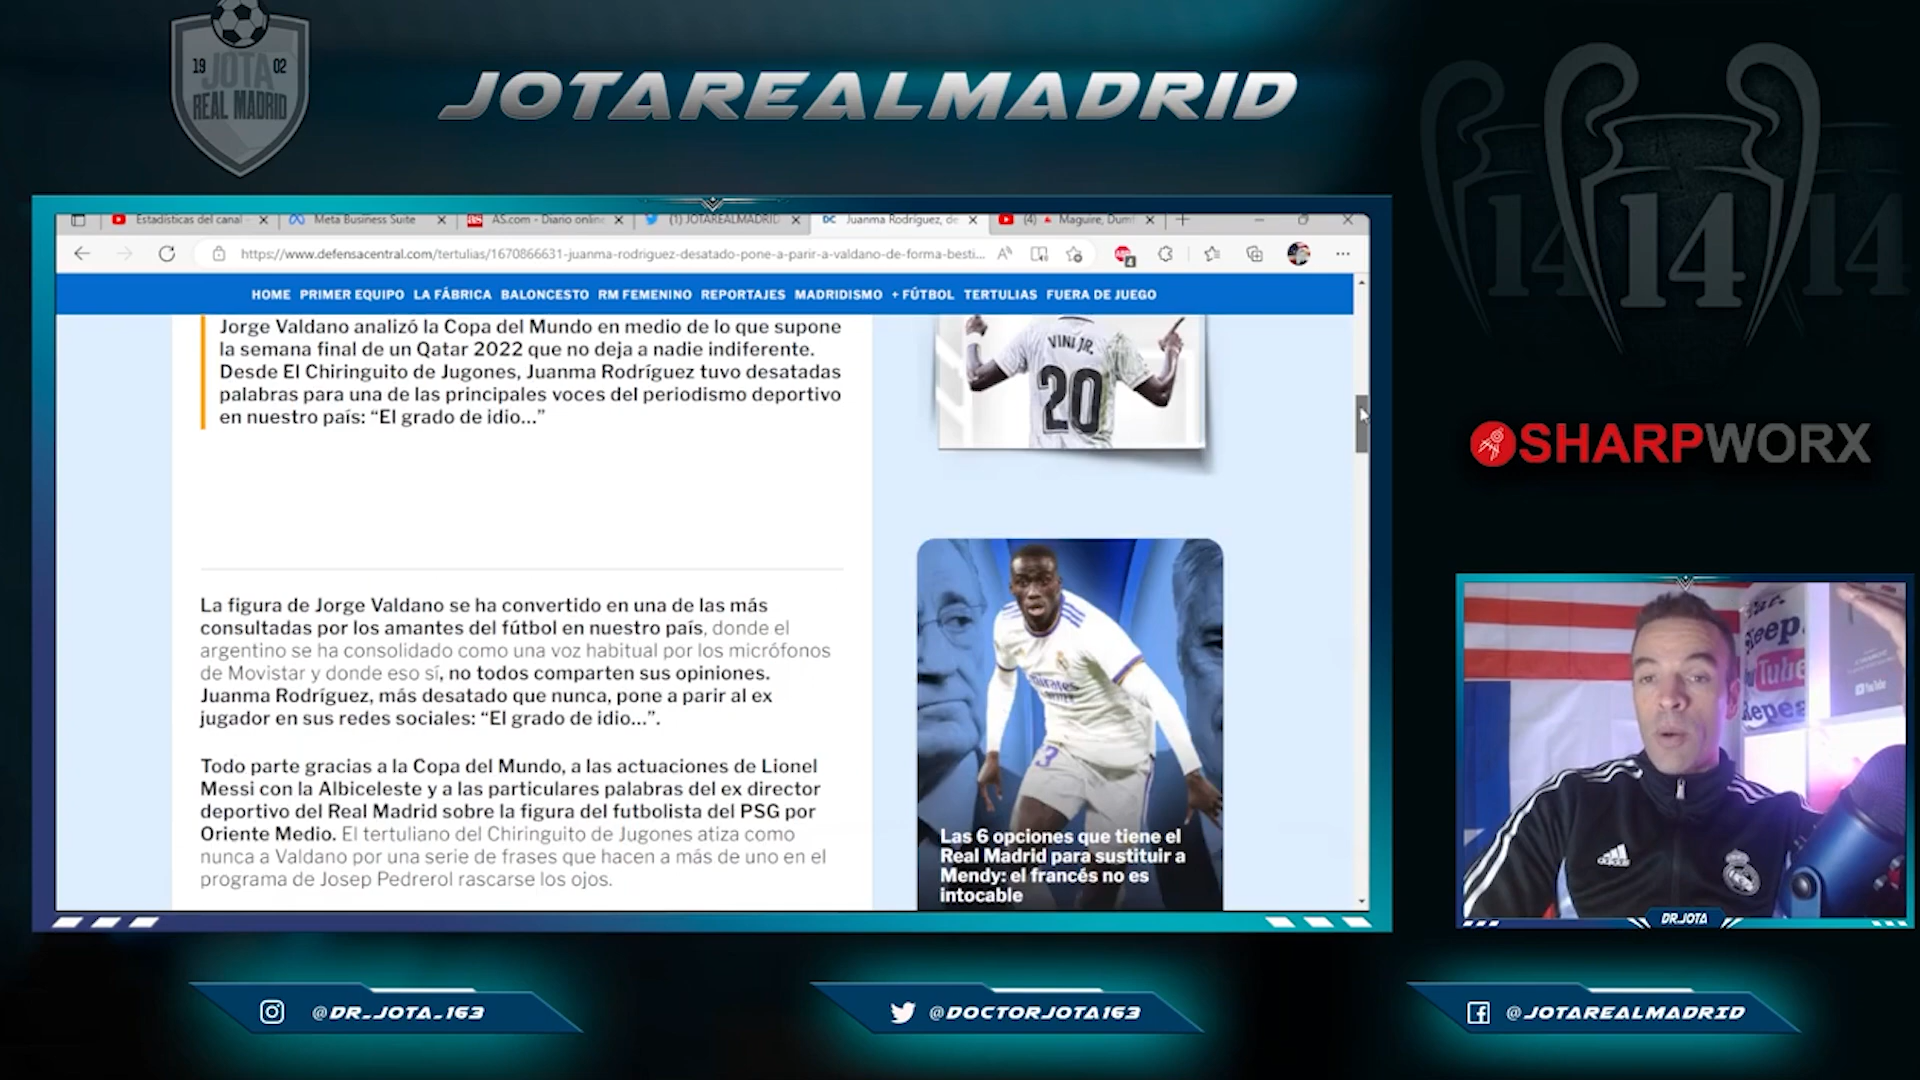 19 02
JOTA
REAL MADRID
JOTAREALMADRID
14 14 14
Estadísticas del canal
Meta Business Suite
AS.com - Diario online
(1) JOTAREALMADRID
DC Juanma Rodríguez, de
(4) Maguire, Dum
https://www.defensacentral.com/tertulias/1670866631-juanma-rodriguez-desatado-pone-a-parir-a-valdano-de-forma-besti...
HOME PRIMER EQUIPO LA FÁBRICA BALONCESTO RM FEMENINO REPORTAJES MADRIDISMO + FÚTBOL TERTULIAS FUERA DE JUEGO
Jorge Valdano analizó la Copa del Mundo en medio de lo que supone
la semana final de un Qatar 2022 que no deja a nadie indiferente.
Desde El Chiringuito de Jugones, Juanma Rodríguez tuvo desatadas
palabras para una de las principales voces del periodismo deportivo
en nuestro país: “El grado de idio...”
VINI JR.
20
La figura de Jorge Valdano se ha convertido en una de las más
consultadas por los amantes del fútbol en nuestro país, donde el
argentino se ha consolidado como una voz habitual por los micrófonos
de Movistar y donde eso sí, no todos comparten sus opiniones.
Juanma Rodríguez, más desatado que nunca, pone a parir al ex
jugador en sus redes sociales: “El grado de idio...”.
Todo parte gracias a la Copa del Mundo, a las actuaciones de Lionel
Messi con la Albiceleste y a las particulares palabras del ex director
deportivo del Real Madrid sobre la figura del futbolista del PSG por
Oriente Medio. El tertuliano del Chiringuito de Jugones atiza como
nunca a Valdano por una serie de frases que hacen a más de uno en el
programa de Josep Pedrerol rascarse los ojos.
Las 6 opciones que tiene el
Real Madrid para sustituir a
Mendy: el francés no es
intocable
SHARPWORX
Keep
Tube
Repea
YouTube
adidas
DR.JOTA
@DR_JOTA_163
@DOCTORJOTA163
@JOTAREALMADRID